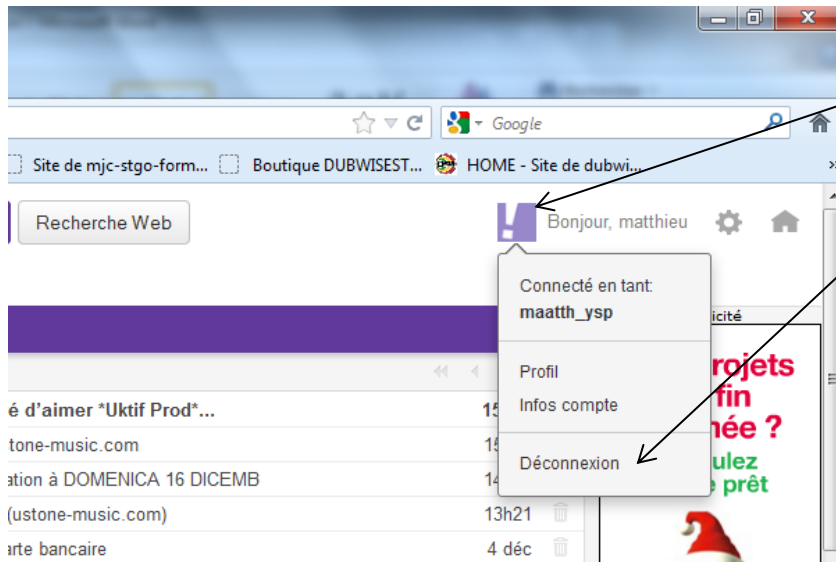 Google
Site de mjc-stgo-form... Boutique DUBWISEST... HOME - Site de dubwi... »
Recherche Web Bonjour, matthieu
Connecté en tant:
maatth_ysp
icité
Profil
Infos compte
Déconnexion
rojets
fin
née ?
ulez
prêt
é d'aimer *Uktif Prod*... 15
tone-music.com 15
ation à DOMENICA 16 DICEMB 14
(ustone-music.com) 13h21
arte bancaire 4 déc